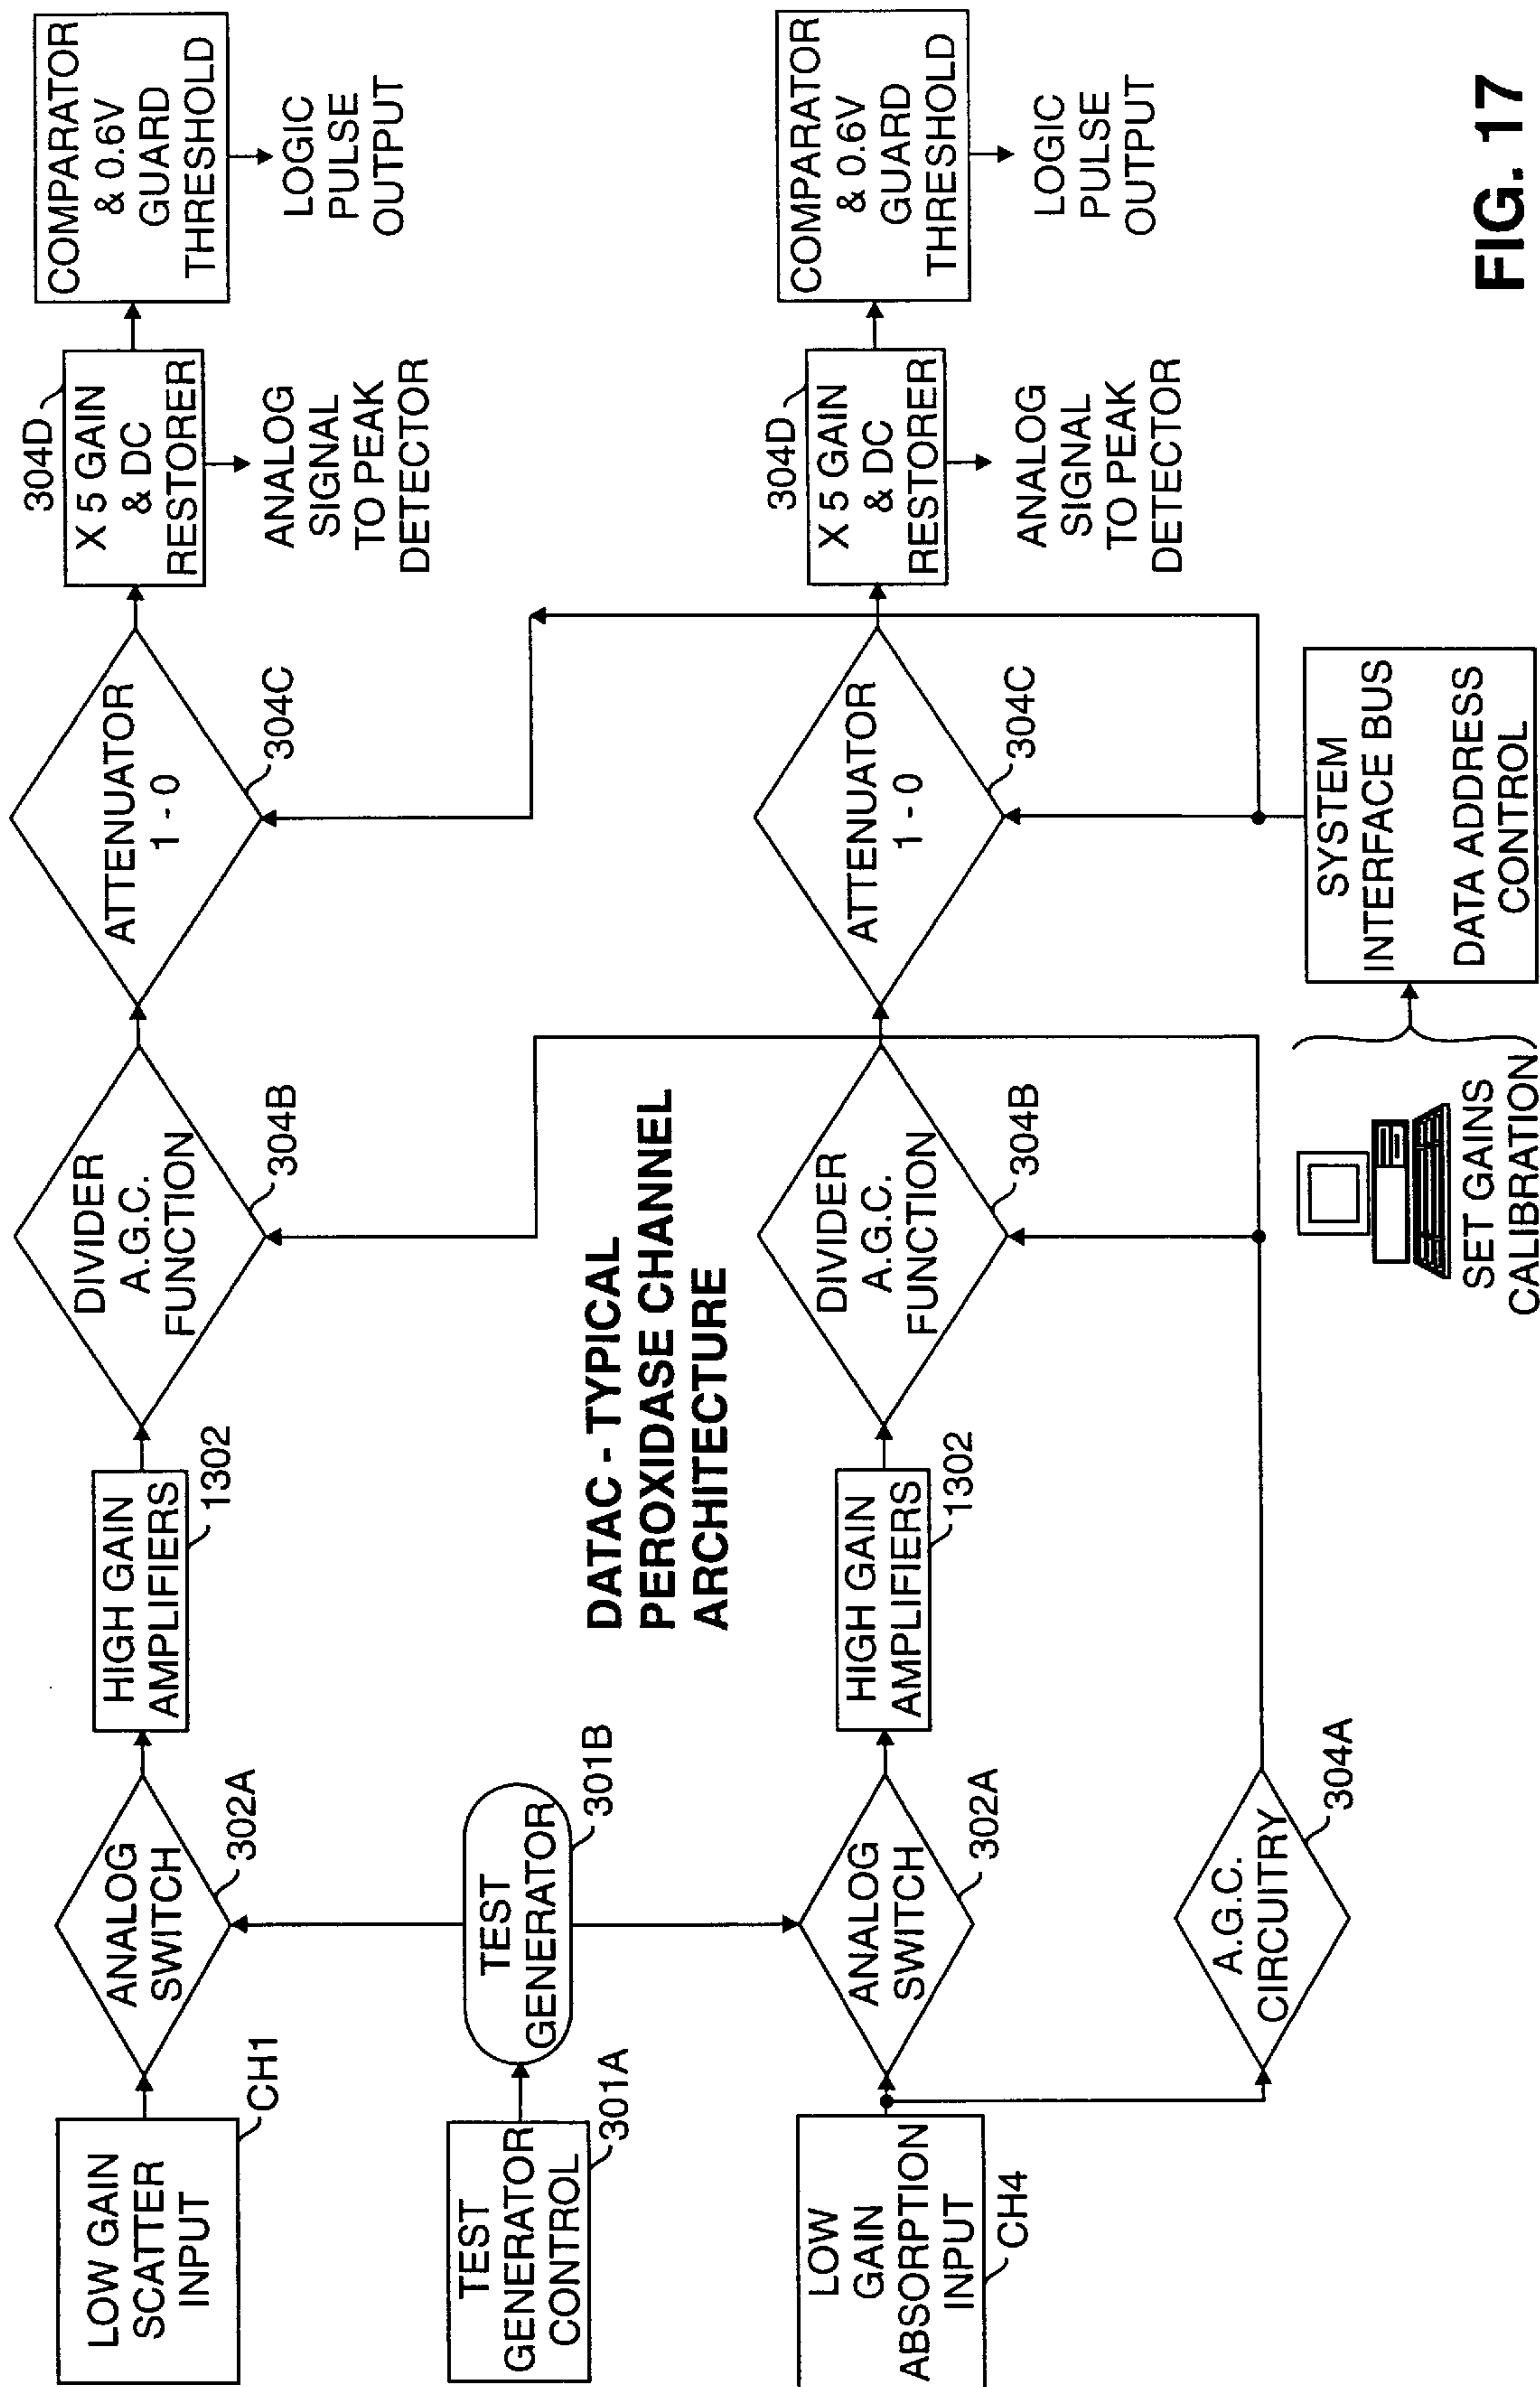 LOW GAIN
SCATTER
INPUT
CH1
ANALOG
SWITCH
302A
HIGH GAIN
AMPLIFIERS
1302
DIVIDER
A.G.C.
FUNCTION
304B
ATTENUATOR
1 - 0
304C
304D
X 5 GAIN
& DC
RESTORER
ANALOG
SIGNAL
TO PEAK
DETECTOR
COMPARATOR
& 0.6V
GUARD
THRESHOLD
LOGIC
PULSE
OUTPUT
TEST
GENERATOR
CONTROL
301A
TEST
GENERATOR
301B
DATAC - TYPICAL
PEROXIDASE CHANNEL
ARCHITECTURE
LOW
GAIN
ABSORPTION
INPUT
CH4
ANALOG
SWITCH
302A
HIGH GAIN
AMPLIFIERS
1302
DIVIDER
A.G.C.
FUNCTION
304B
ATTENUATOR
1 - 0
304C
304D
X 5 GAIN
& DC
RESTORER
ANALOG
SIGNAL
TO PEAK
DETECTOR
COMPARATOR
& 0.6V
GUARD
THRESHOLD
LOGIC
PULSE
OUTPUT
A.G.C.
CIRCUITRY
304A
SET GAINS
CALIBRATION
SYSTEM
INTERFACE BUS
DATA ADDRESS
CONTROL
FIG. 17